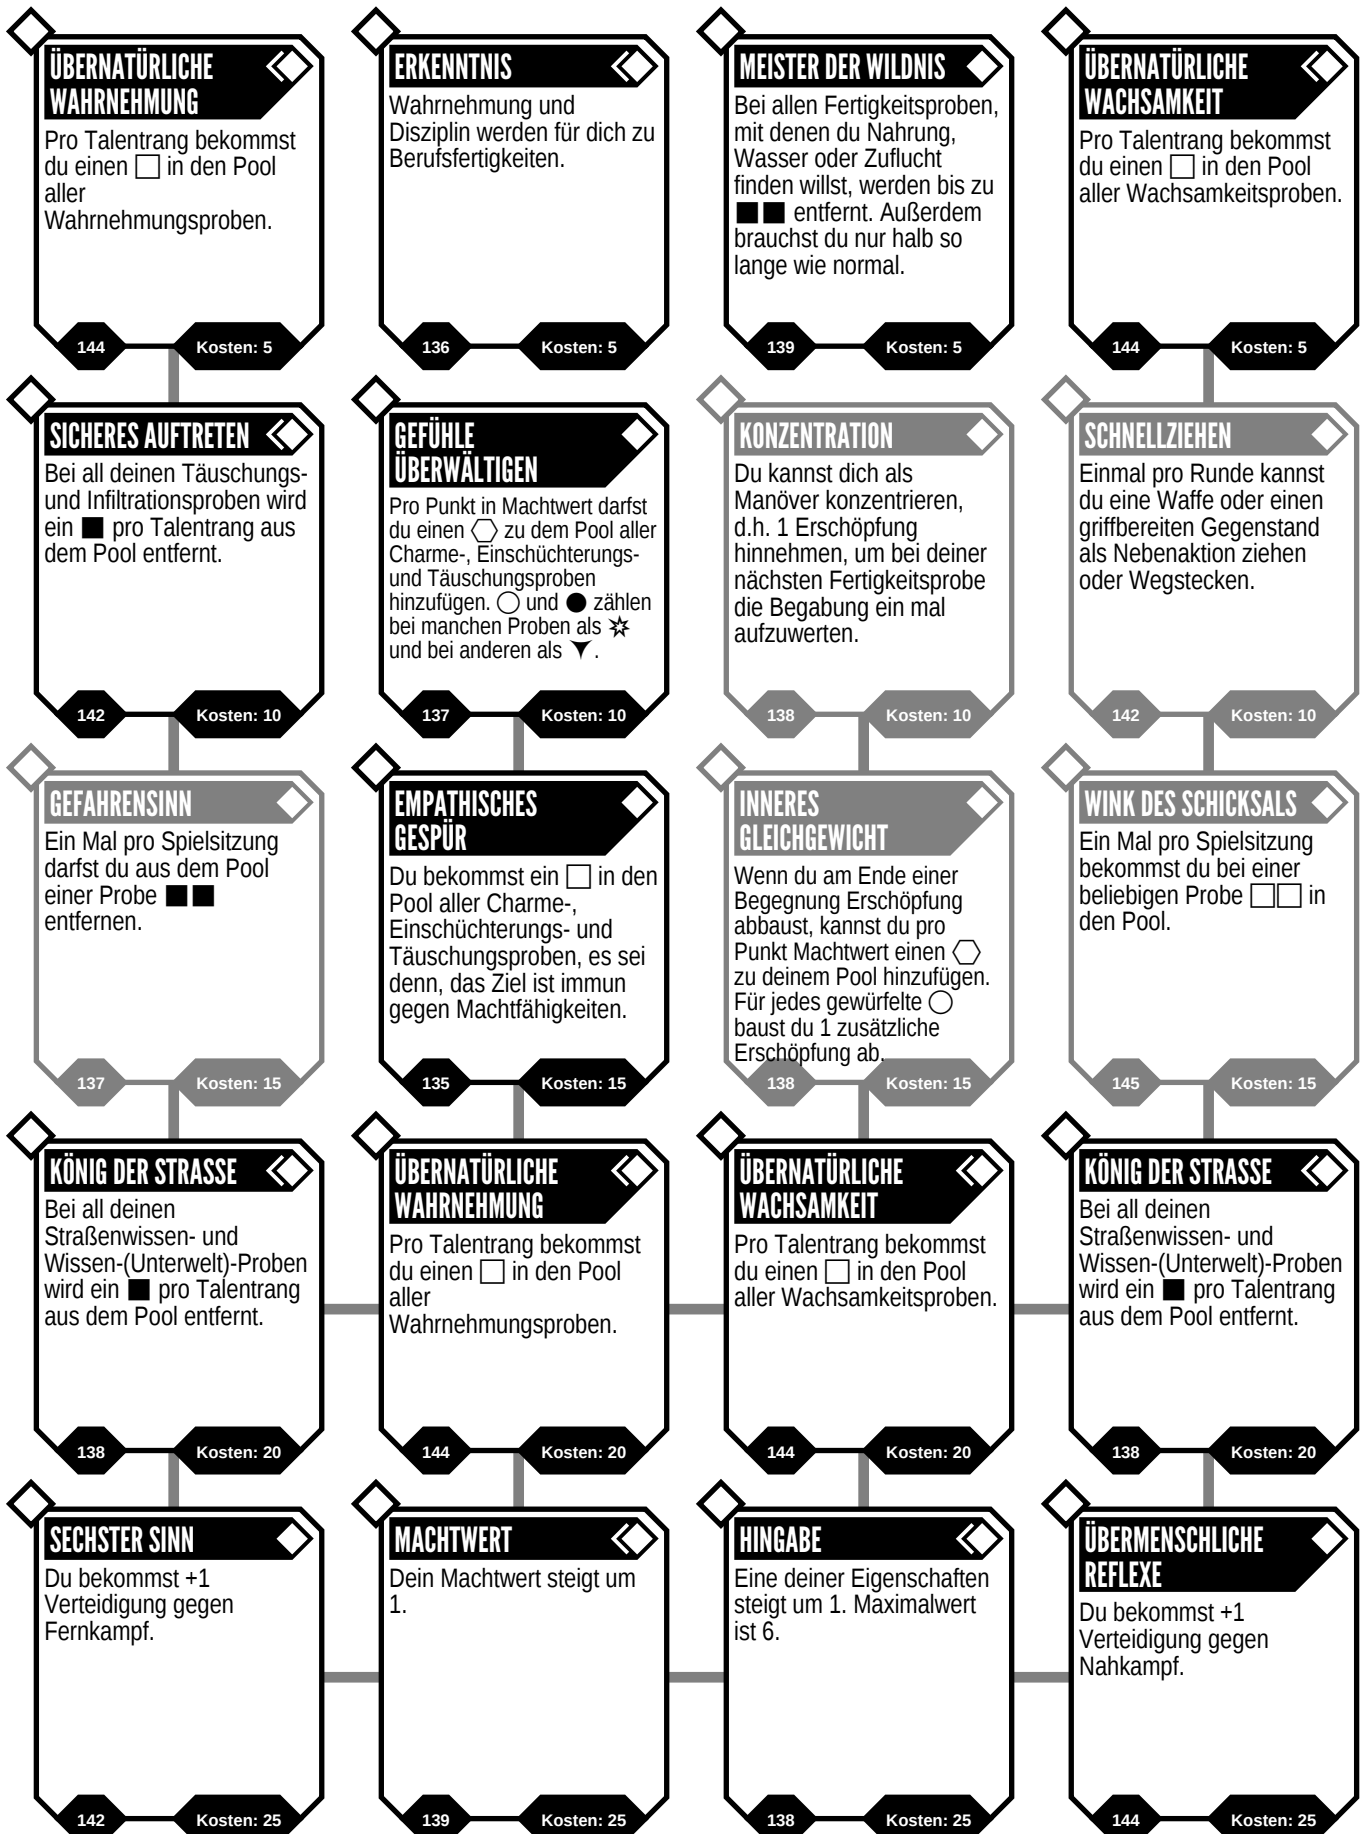 ÜBERNATÜRLICHE
WAHRNEHMUNG
Pro Talentrang bekommst
du einen □ in den Pool
aller
Wahrnehmungsproben.
144
Kosten: 5
ERKENNTNIS
Wahrnehmung und
Disziplin werden für dich zu
Berufsfertigkeiten.
136
Kosten: 5
MEISTER DER WILDNIS
Bei allen Fertigkeitsproben,
mit denen du Nahrung,
Wasser oder Zuflucht
finden willst, werden bis zu
■■ entfernt. Außerdem
brauchst du nur halb so
lange wie normal.
139
Kosten: 5
ÜBERNATÜRLICHE
WACHSAMKEIT
Pro Talentrang bekommst
du einen □ in den Pool
aller Wachsamkeitsproben.
144
Kosten: 5
SICHERES AUFTRETEN
Bei all deinen Täuschungs-
und Infiltrationsproben wird
ein ■ pro Talentrang aus
dem Pool entfernt.
142
Kosten: 10
GEFÜHLE
ÜBERWÄLTIGEN
Pro Punkt in Machtwert darfst
du einen ⬡ zu dem Pool aller
Charme-, Einschüchterungs-
und Täuschungsproben
hinzufügen. ○ und ● zählen
bei manchen Proben als ✡
und bei anderen als ▼.
137
Kosten: 10
KONZENTRATION
Du kannst dich als
Manöver konzentrieren,
d.h. 1 Erschöpfung
hinnehmen, um bei deiner
nächsten Fertigkeitsprobe
die Begabung ein mal
aufzuwerten.
138
Kosten: 10
SCHNELLZIEHEN
Einmal pro Runde kannst
du eine Waffe oder einen
griffbereiten Gegenstand
als Nebenaktion ziehen
oder Wegstecken.
142
Kosten: 10
GEFAHRENSINN
Ein Mal pro Spielsitzung
darfst du aus dem Pool
einer Probe ■■
entfernen.
137
Kosten: 15
EMPATHISCHES
GESPÜR
Du bekommst ein □ in den
Pool aller Charme-,
Einschüchterungs- und
Täuschungsproben, es sei
denn, das Ziel ist immun
gegen Machtfähigkeiten.
135
Kosten: 15
INNERES
GLEICHGEWICHT
Wenn du am Ende einer
Begegnung Erschöpfung
abbaust, kannst du pro
Punkt Machtwert einen ⬡
zu deinem Pool hinzufügen.
Für jedes gewürfelte ○
baust du 1 zusätzliche
Erschöpfung ab.
138
Kosten: 15
WINK DES SCHICKSALS
Ein Mal pro Spielsitzung
bekommst du bei einer
beliebigen Probe □□ in
den Pool.
145
Kosten: 15
KÖNIG DER STRASSE
Bei all deinen
Straßenwissen- und
Wissen-(Unterwelt)-Proben
wird ein ■ pro Talentrang
aus dem Pool entfernt.
138
Kosten: 20
ÜBERNATÜRLICHE
WAHRNEHMUNG
Pro Talentrang bekommst
du einen □ in den Pool
aller
Wahrnehmungsproben.
144
Kosten: 20
ÜBERNATÜRLICHE
WACHSAMKEIT
Pro Talentrang bekommst
du einen □ in den Pool
aller Wachsamkeitsproben.
144
Kosten: 20
KÖNIG DER STRASSE
Bei all deinen
Straßenwissen- und
Wissen-(Unterwelt)-Proben
wird ein ■ pro Talentrang
aus dem Pool entfernt.
138
Kosten: 20
SECHSTER SINN
Du bekommst +1
Verteidigung gegen
Fernkampf.
142
Kosten: 25
MACHTWERT
Dein Machtwert steigt um
1.
139
Kosten: 25
HINGABE
Eine deiner Eigenschaften
steigt um 1. Maximalwert
ist 6.
138
Kosten: 25
ÜBERMENSCHLICHE
REFLEXE
Du bekommst +1
Verteidigung gegen
Nahkampf.
144
Kosten: 25